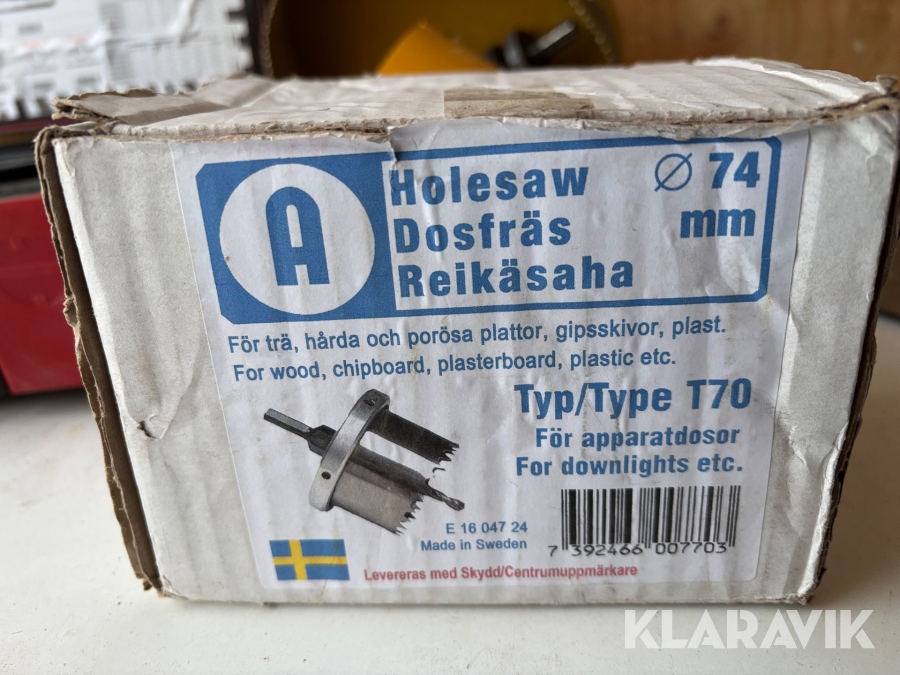 A
Holesaw
Dosfräs
Reikäsaha
Ø 74
mm
För trä, hårda och porösa plattor, gipsskivor, plast.
For wood, chipboard, plasterboard, plastic etc.
Typ/Type T70
För apparatdosor
For downlights etc.
E 16 047 24
Made in Sweden
7 392466 007703
Levereras med Skydd/Centrumuppmärkare
KLARAVIK